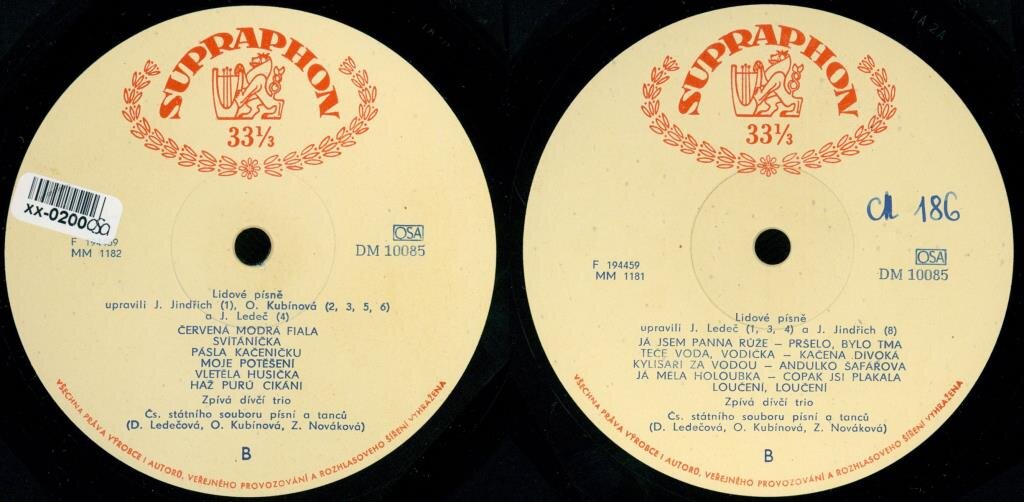 SUPRAPHON
33⅓
xx-0200
OSA
DM 10085
MM 1182
Lidové písně
upravili J. Jindřich (1), O. Kubínová (2, 3, 5, 6)
a J. Ledeč (4)
ČERVENÁ MODRÁ FIALA
SVITÁNIČKA
PÁSLA KAČENIČKU
MOJE POTĚŠENÍ
VLETĚLA HUSIČKA
HAŽ PURÚ CIKÁNI
Zpívá dívčí trio
Čs. státního souboru písní a tanců
(D. Ledečová, O. Kubínová, Z. Nováková)
B
VŠECHNA PRÁVA VÝROBCE I AUTORŮ, VEŘEJNÉHO PROVOZOVÁNÍ A ROZHLASOVÉHO ŠÍŘENÍ VYHRAŽENA
1A 2A
SUPRAPHON
33⅓
186
OSA
DM 10085
F 194459
MM 1181
Lidové písně
upravili J. Ledeč (1, 3, 4) a J. Jindřich (8)
JÁ JSEM PANNA RŮŽE – PRŠELO, BYLO TMA
TEČE VODA, VODIČKA – KAČENA DIVOKÁ
KYLISARI ZA VODOU – ANDULKO ŠAFÁŘOVA
JÁ MĚLA HOLOUBKA – COPAK JSI PLAKALA
LOUČENÍ, LOUČENÍ
Zpívá dívčí trio
Čs. státního souboru písní a tanců
(D. Ledečová, O. Kubínová, Z. Nováková)
B
VŠECHNA PRÁVA VÝROBCE I AUTORŮ, VEŘEJNÉHO PROVOZOVÁNÍ A ROZHLASOVÉHO ŠÍŘENÍ VYHRAŽENA